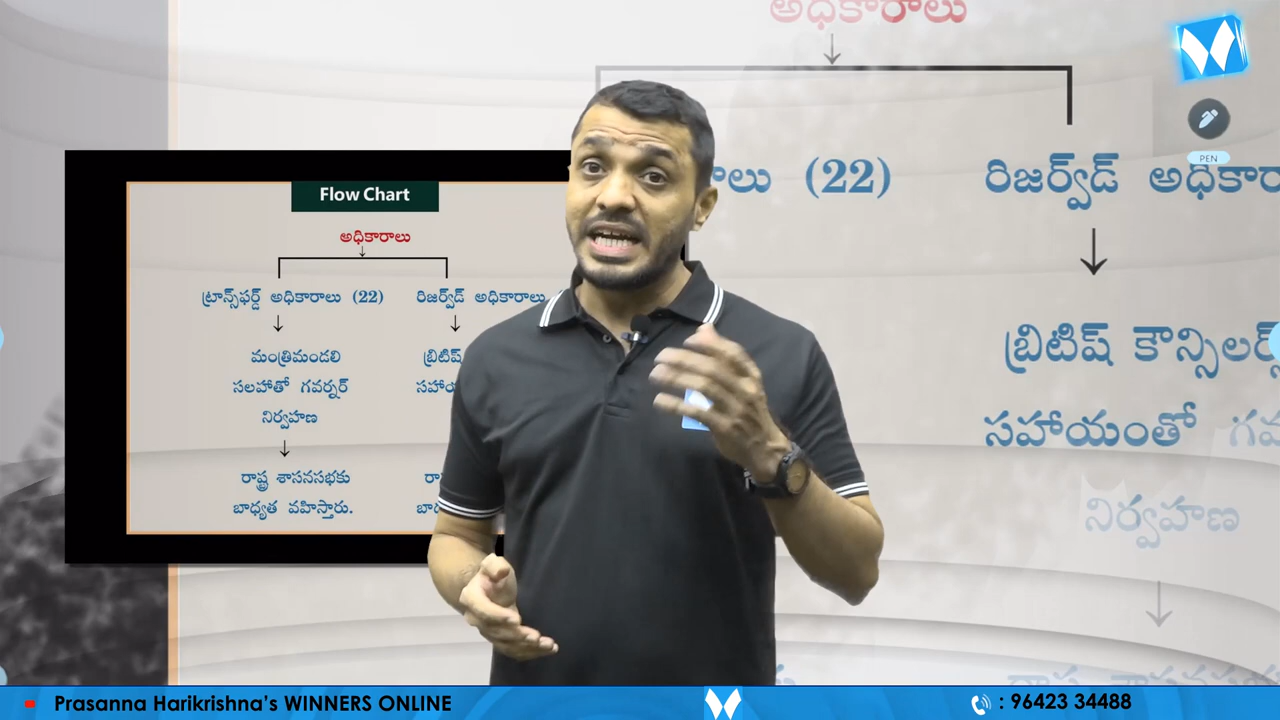 అధికారాలు
PEN
రాలు (22)
రిజర్వ్‌డ్
Flow Chart
అధికారాలు
ట్రాన్స్‌ఫర్డ్ అధికారాలు (22)
రిజర్వ్‌డ్ అధికారాలు
మంత్రిమండలి
బ్రిటిష్
సలహాతో గవర్నర్
నిర్వహణ
రాష్ట్ర శాసనసభకు
బాధ్యత వహిస్తారు.
బ్రిటిష్ కౌన్సిలర్స్
సహాయంతో
నిర్వహణ
Prasanna Harikrishna's WINNERS ONLINE
: 96423 34488